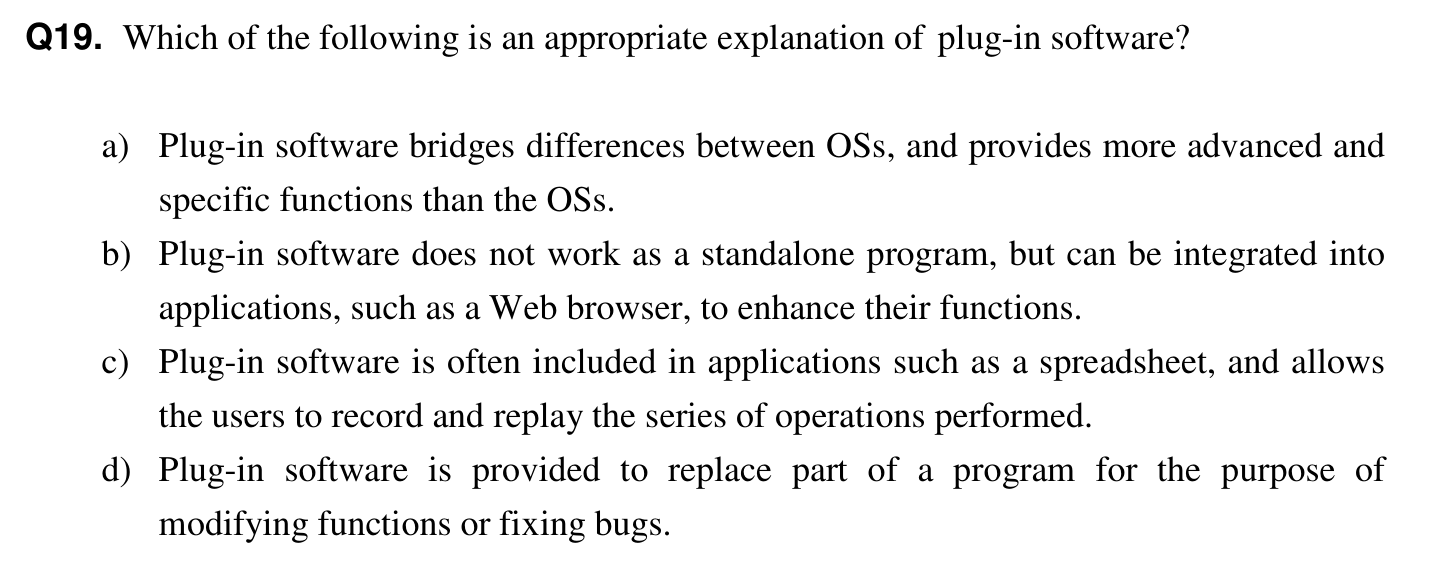 Q19. Which of the following is an appropriate explanation of plug-in software?
a) Plug-in software bridges differences between OSs, and provides more advanced and
specific functions than the OSs.
b) Plug-in software does not work as a standalone program, but can be integrated into
applications, such as a Web browser, to enhance their functions.
c) Plug-in software is often included in applications such as a spreadsheet, and allows
the users to record and replay the series of operations performed.
d) Plug-in software is provided to replace part of a program for the purpose of
modifying functions or fixing bugs.